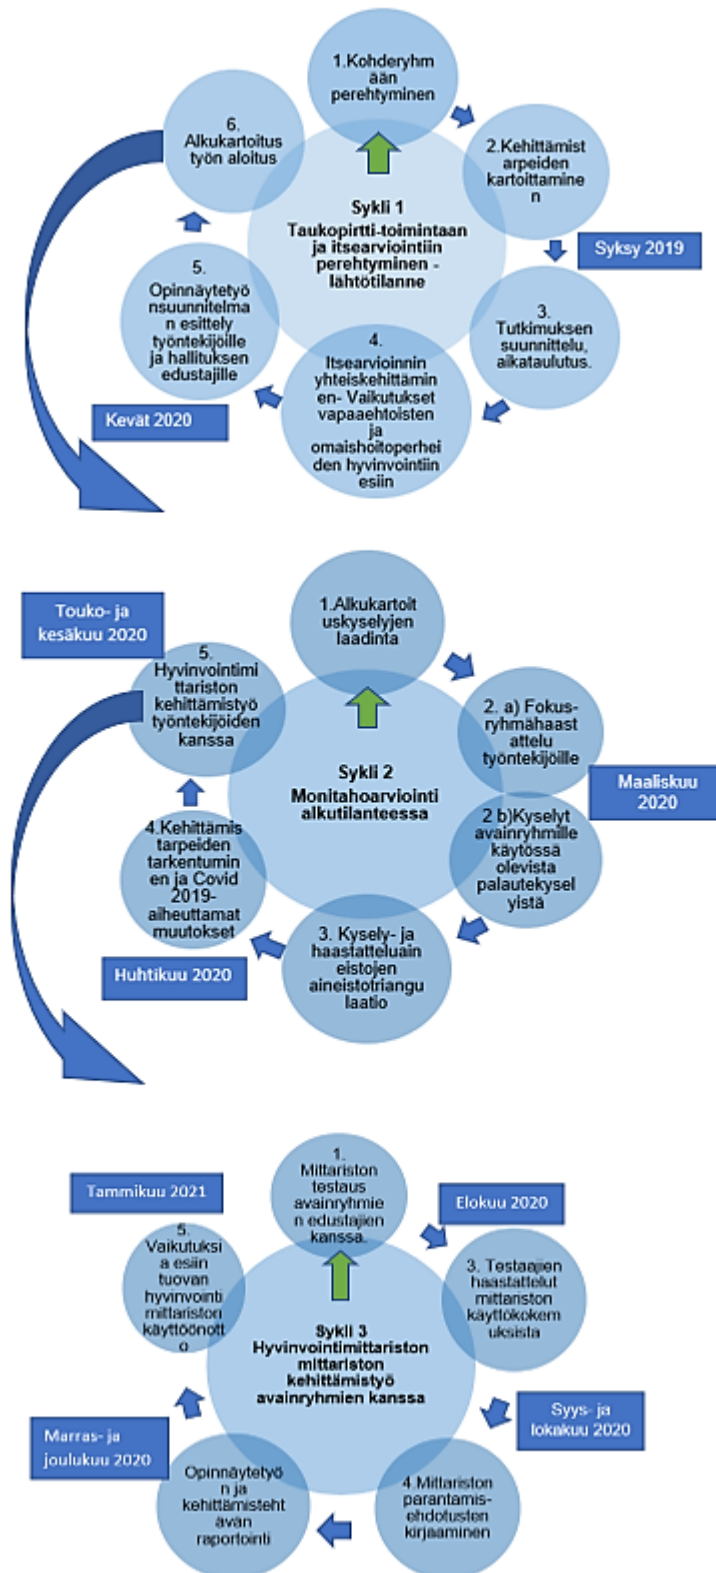 1.Kohderyhm
ään
perehtyminen
2.Kehittämist
arpeiden
kartoittamine
n
Syksy 2019
3.
Tutkimuksen
suunnittelu,
aikataulutus.
4.
Itsearvioinnin
yhteiskehittämin
en- Vaikutukset
vapaaehtoisten
ja
omaishoitoperhei
den hyvinvointiin
esiin
Kevät 2020
5.
Opinnäytetyö
nsuunnitelma
n esittely
työntekijöille
ja hallituksen
edustajille
6.
Alkukartoitus
työn aloitus
Sykli 1
Taukopirtti-toimintaan
ja itsearviointiin
perehtyminen -
lähtötilanne
1.Alkukartoit
uskyselyjen
laadinta
2. a) Fokus-
ryhmähaast
attelu
työntekijöille
Maaliskuu
2020
2 b)Kyselyt
avainryhmille
käytössä
olevista
palautekysel
yistä
3. Kysely- ja
haastatteluain
eistojen
aineistotriangu
laatio
Huhtikuu 2020
4.Kehittämis
tarpeiden
tarkentumin
en ja Covid
2019-
aiheuttamat
muutokset
Touko- ja
kesäkuu 2020
5.
Hyvinvointimi
ttariston
kehittämistyö
työntekijöiden
kanssa
Sykli 2
Monitahoarviointi
alkutilanteessa
1.
Mittariston
testaus
avainryhmie
n edustajien
kanssa.
Elokuu 2020
3. Testaajien
haastattelut
mittariston
käyttökokem
uksista
Syys- ja
lokakuu 2020
4.Mittariston
parantamis-
ehdotusten
kirjaaminen
Opinnäytetyö
n ja
kehittämisteht
ävän
raportointi
Marras- ja
joulukuu 2020
5.
Vaikutuksi
a esiin
tuovan
hyvinvointi
mittariston
käyttöönott
o
Tammikuu 2021
Sykli 3
Hyvinvointimittariston
mittariston
kehittämistyö
avainryhmien kanssa